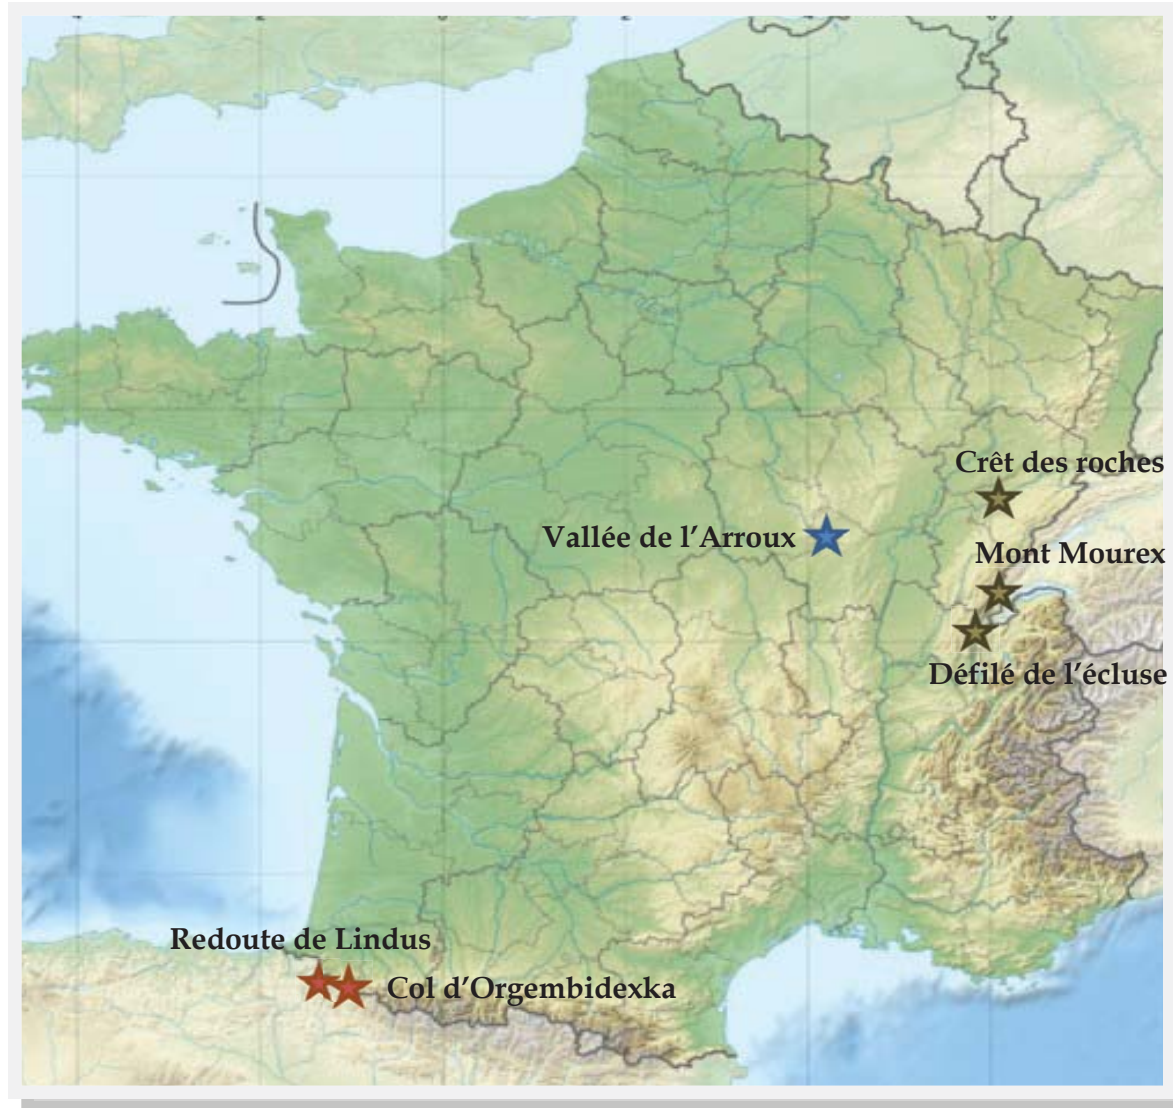 Crêt des roches
Vallée de l’Arroux
Mont Mourex
Défilé de l’écluse
Redoute de Lindus
Col d’Orgembidexka